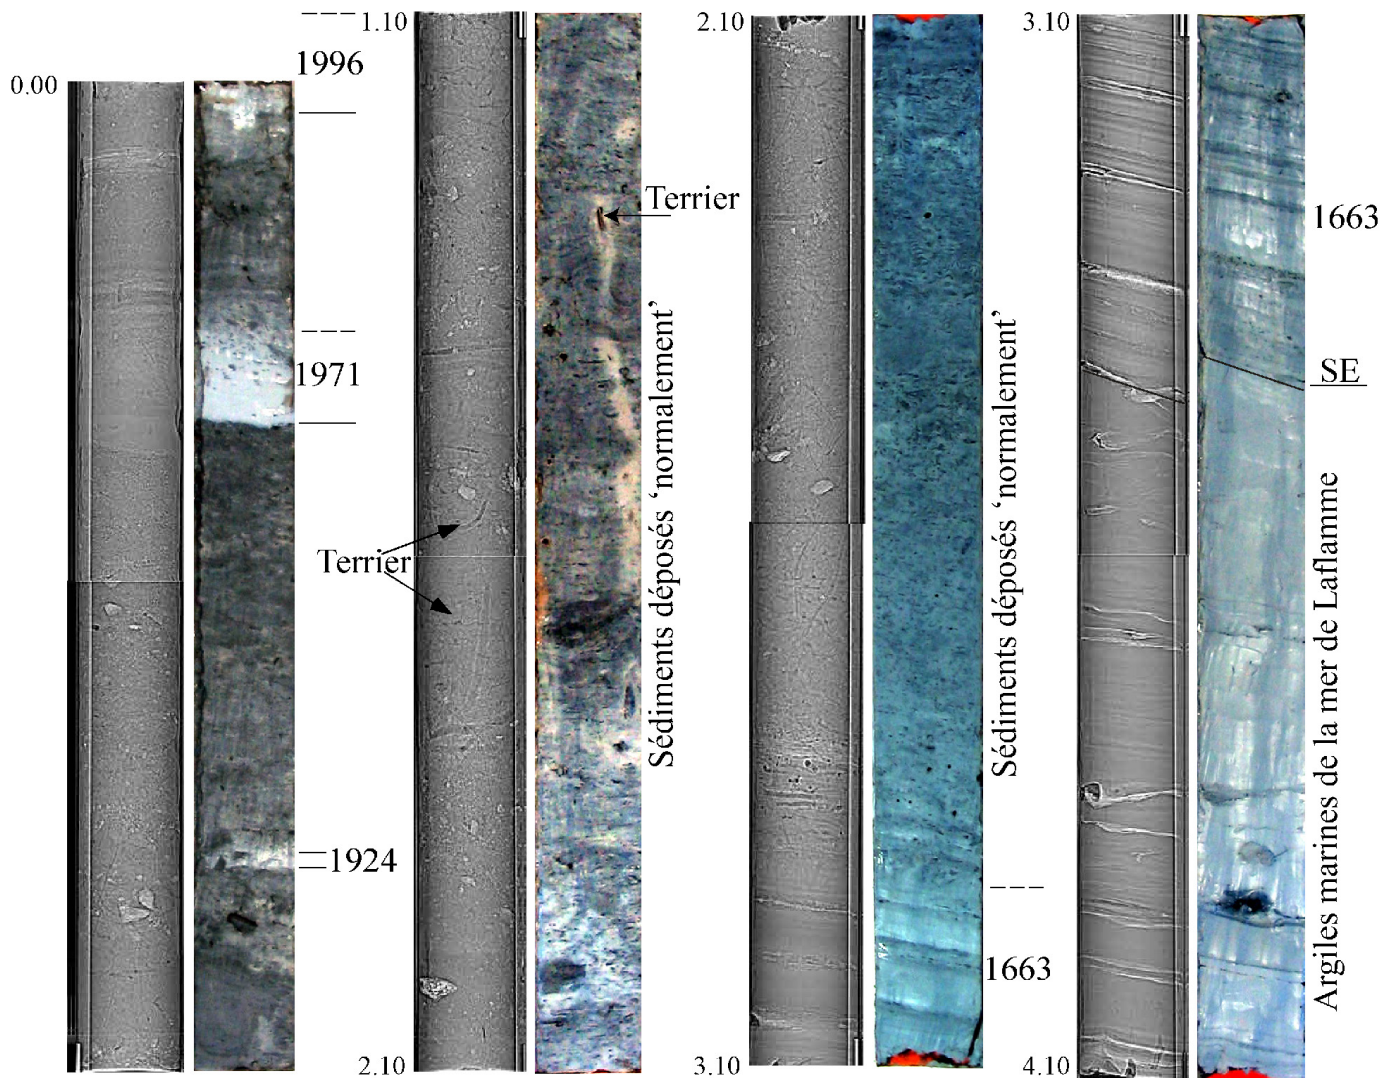 0.00
1996
1971
1924
1.10
2.10
Terrier
Terrier
Sédiments déposés ‘normalement’
2.10
3.10
Sédiments déposés ‘normalement’
1663
3.10
4.10
1663
SE
Argiles marines de la mer de Laflamme